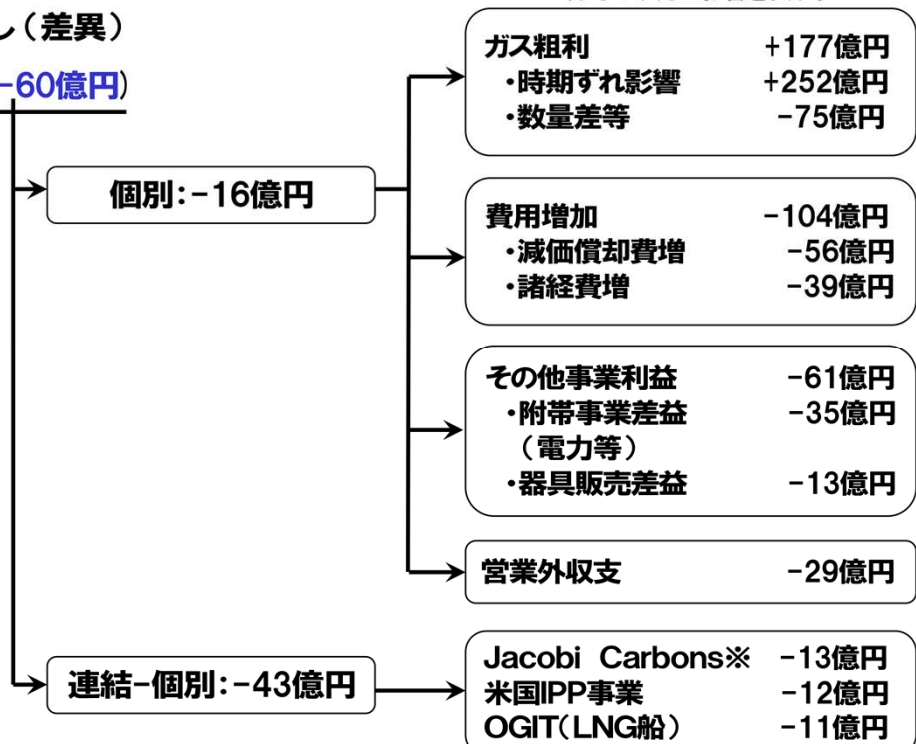 し（差異）
-60億円）
個別：-16億円
連結-個別：-43億円
ガス粗利 +177億円
・時期ずれ影響 +252億円
・数量差等 -75億円
費用増加 -104億円
・減価償却費増 -56億円
・諸経費増 -39億円
その他事業利益 -61億円
・附帯事業差益 -35億円
（電力等）
・器具販売差益 -13億円
営業外収支 -29億円
Jacobi Carbons※ -13億円
米国IPP事業 -12億円
OGIT（LNG船） -11億円